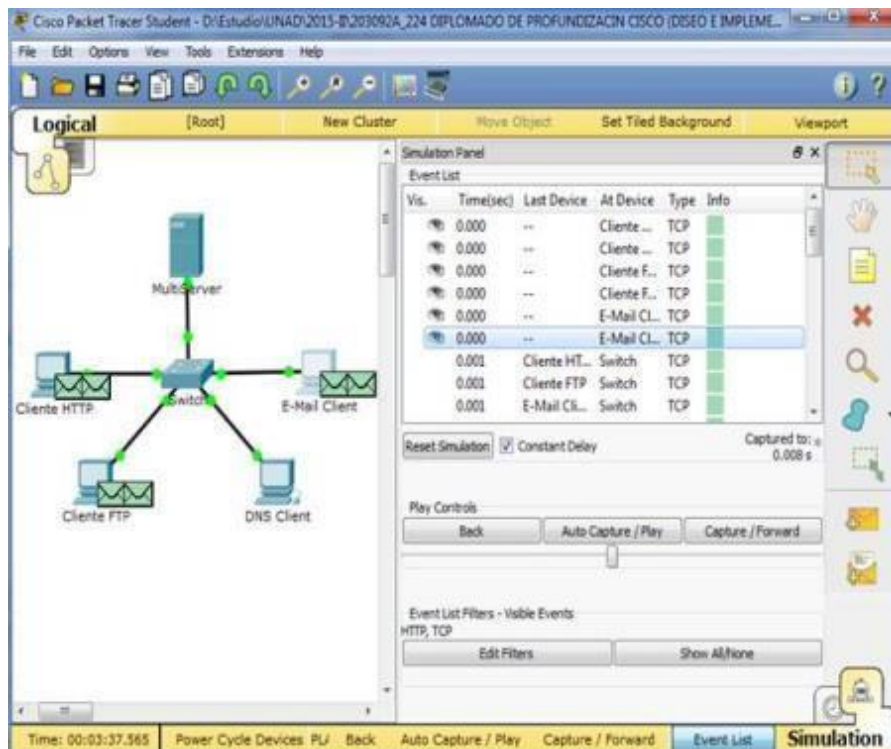 Cisco Packet Tracer Student - D:\Estudio\UNAD\2015-II\203092A_224 DIPLOMADO DE PROFUNDIZACIN CISCO (DISEO E IMPLEME...
File Edit Options View Tools Extensions Help
Logical [Root] New Cluster Move Object Set Tiled Background Viewport
Simulation Panel
Event List
Vis. Time(sec) Last Device At Device Type Info
0.000 -- Cliente ... TCP
0.000 -- Cliente ... TCP
0.000 -- Cliente F... TCP
0.000 -- Cliente F... TCP
0.000 -- E-Mail Cl... TCP
0.000 -- E-Mail Cl... TCP
0.001 Cliente HT... Switch TCP
0.001 Cliente FTP Switch TCP
0.001 E-Mail Cli... Switch TCP
MultiServer
Switch
Cliente HTTP
E-Mail Client
Cliente FTP
DNS Client
Reset Simulation Constant Delay
Captured to:
0.008 s
Play Controls
Back Auto Capture / Play Capture / Forward
Event List Filters - Visible Events
HTTP, TCP
Edit Filters Show All/None
Time: 00:03:37.565 Power Cycle Devices Back Auto Capture / Play Capture / Forward Event List Simulation